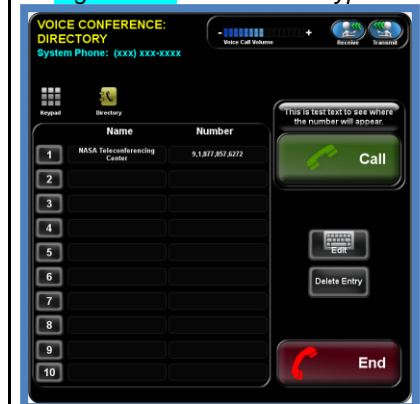 VOICE CONFERENCE:
DIRECTORY
System Phone: (xxx) xxx-xxxx
- +
Voice Call Volume
Receive Transmit
Keypad Directory
This is test text to see where
the number will appear.
Name Number
Call
1 NASA Teleconferencing
Center 9,1,877,857,6272
2
3
4
5
Edit
6
Delete Entry
7
8
9
End
10